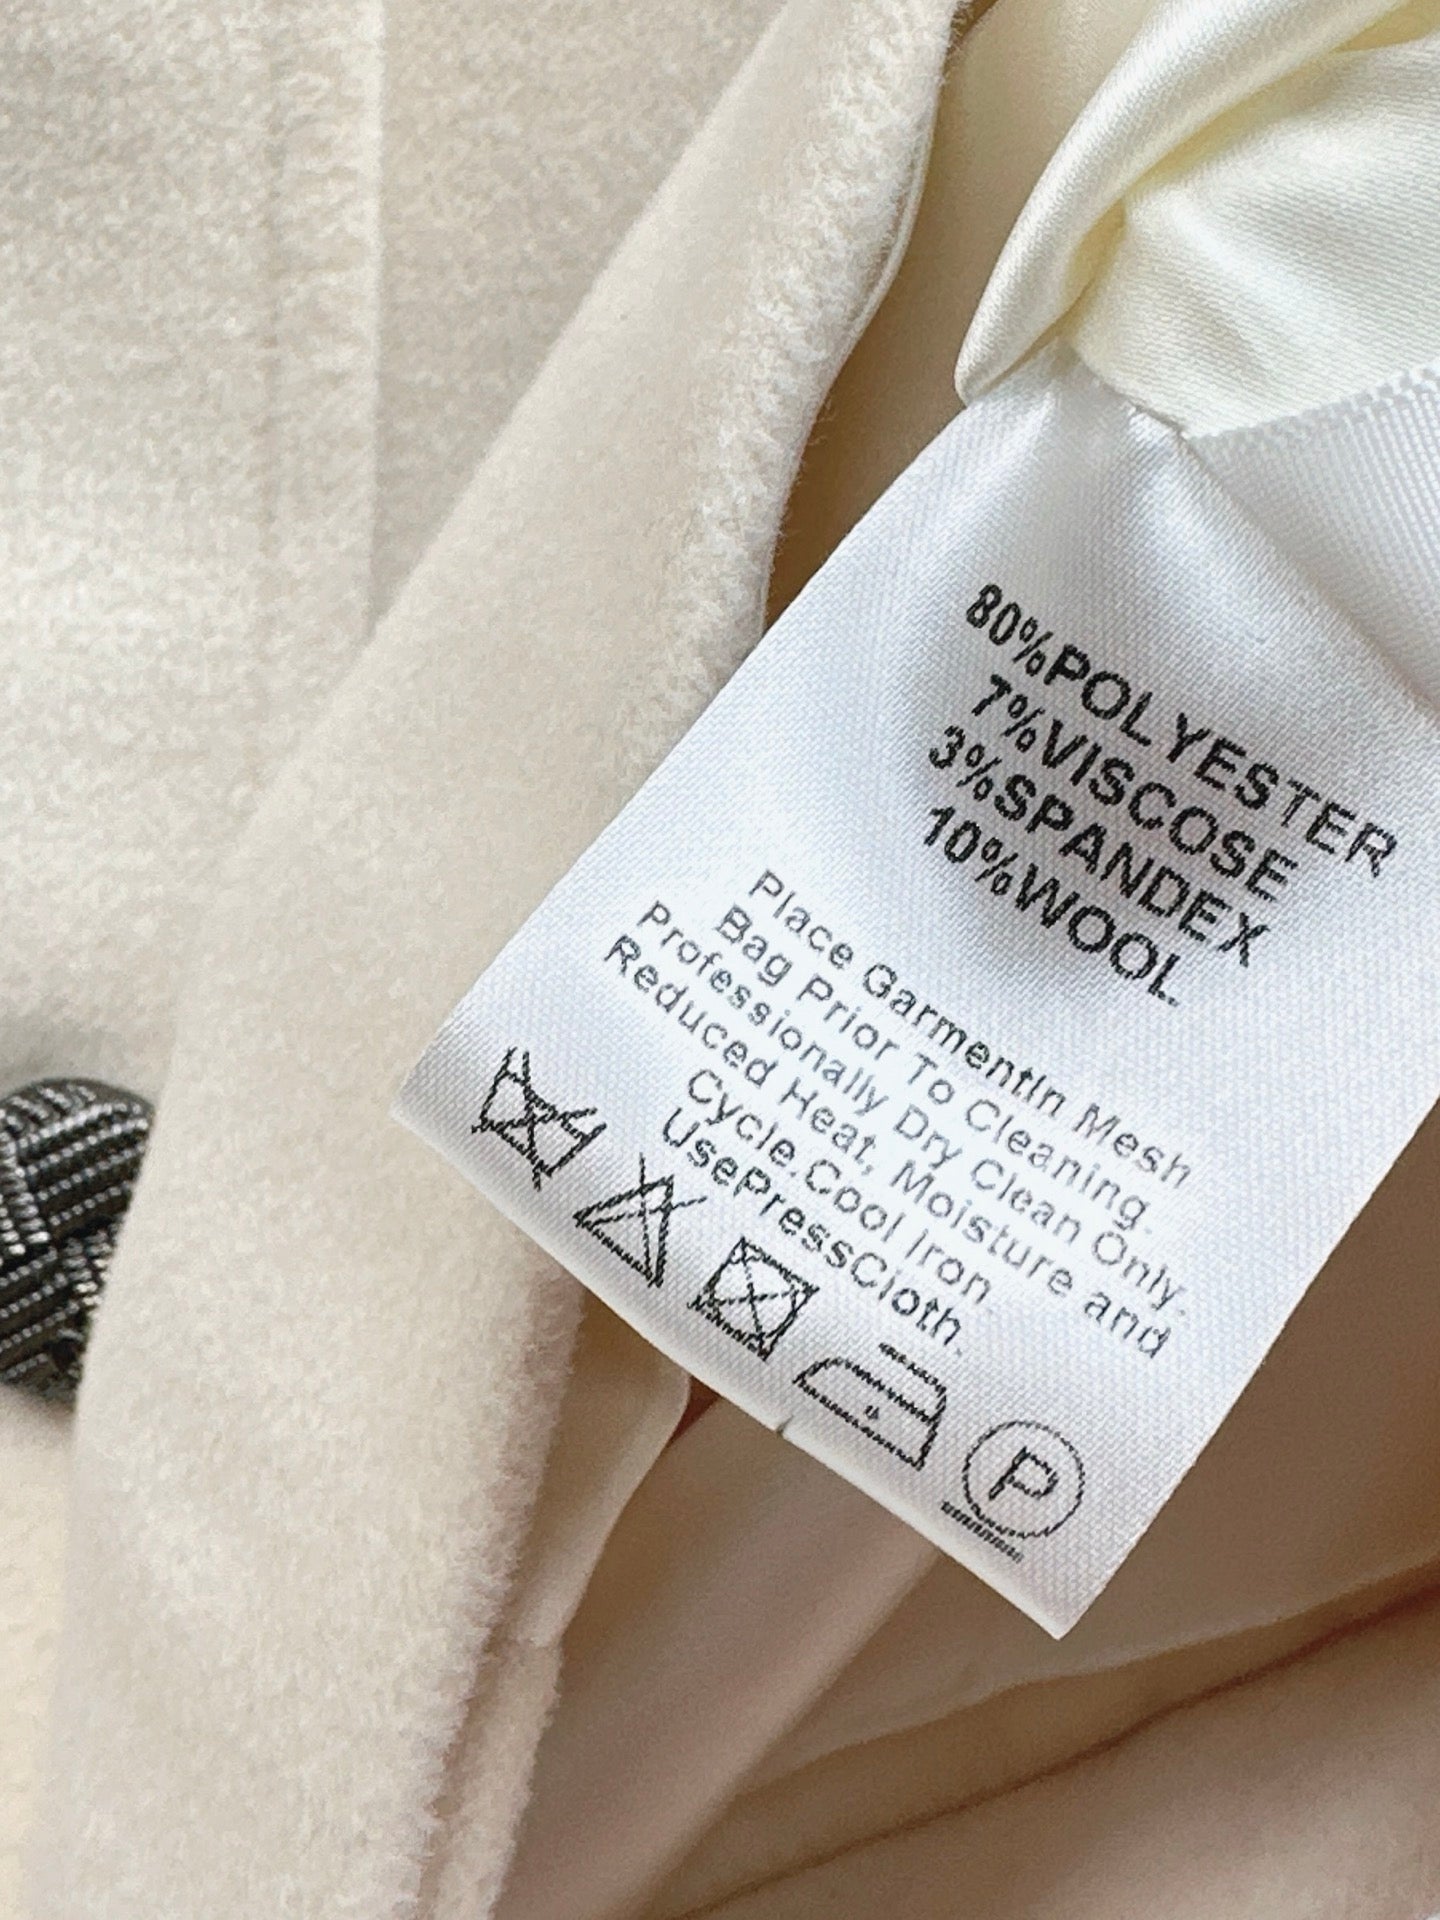 80%POLYESTER
7%VISCOSE
3%SPANDEX
10%WOOL
Place GarmentIn Mesh
Bag Prior To Cleaning.
Professionally Dry Clean Only.
Reduced Heat, Moisture and
Cycle.Cool Iron.
UsePressCloth.
P